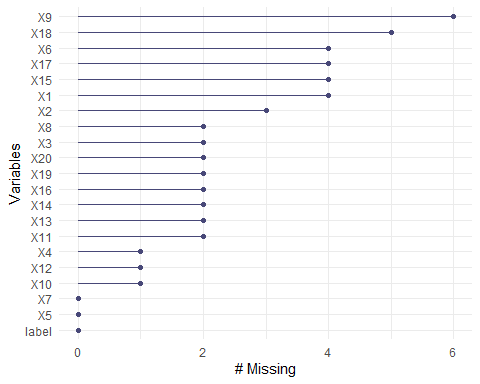 X9
X18
X6
X17
X15
X1
X2
X8
X3
X20
X19
X16
X14
X13
X11
X4
X12
X10
X7
X5
label
Variables
0 2 4 6
# Missing